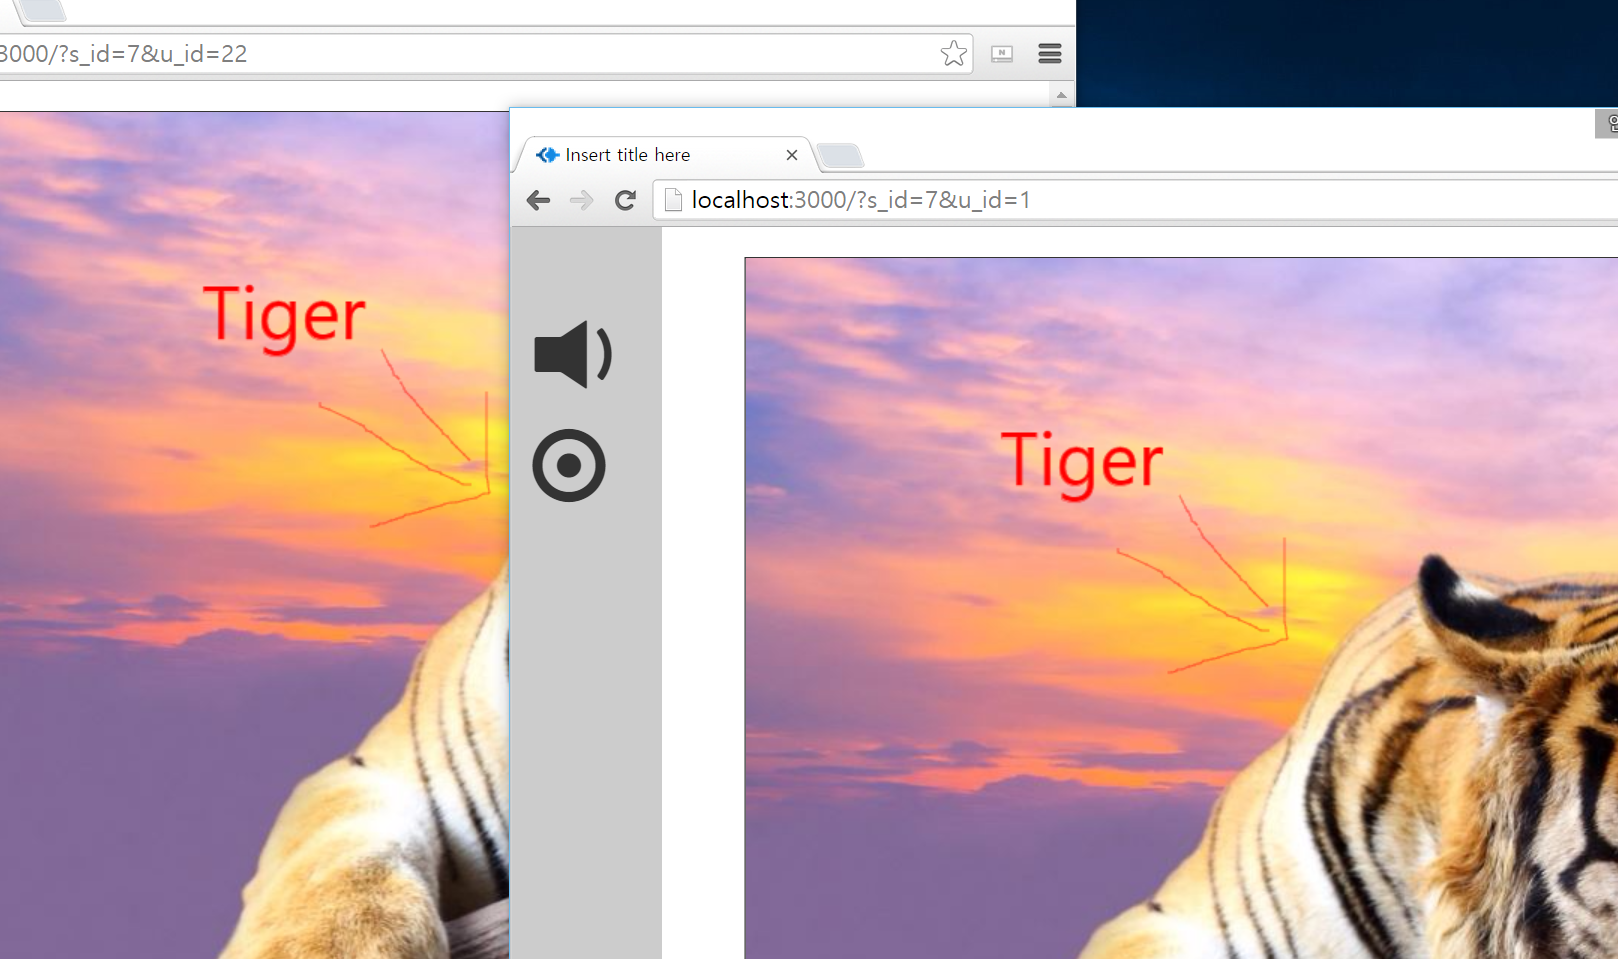 3000/?s_id=7&u_id=22
Tiger
Insert title here
localhost:3000/?s_id=7&u_id=1
Tiger